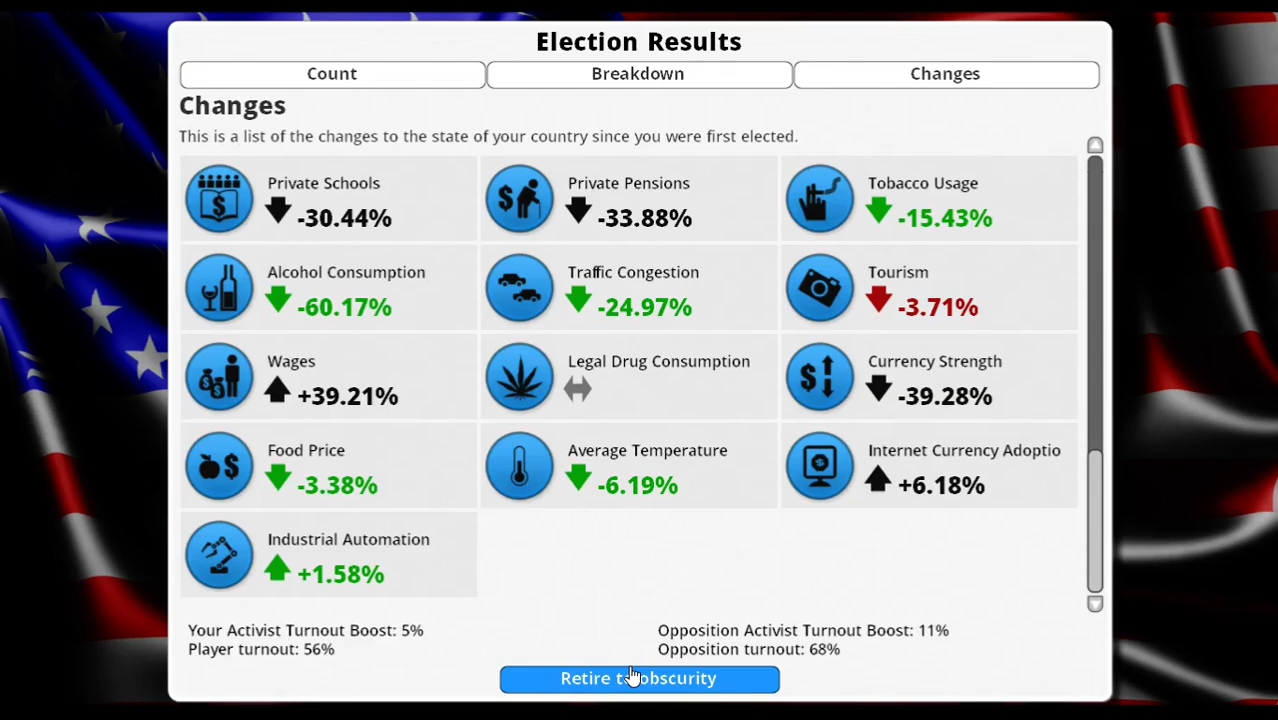 Election Results
Count
Breakdown
Changes
Changes
This is a list of the changes to the state of your country since you were first elected.
Private Schools
-30.44%
Private Pensions
-33.88%
Tobacco Usage
-15.43%
Alcohol Consumption
-60.17%
Traffic Congestion
-24.97%
Tourism
-3.71%
Wages
+39.21%
Legal Drug Consumption
Currency Strength
-39.28%
Food Price
-3.38%
Average Temperature
-6.19%
Internet Currency Adoptio
+6.18%
Industrial Automation
+1.58%
Your Activist Turnout Boost: 5%
Player turnout: 56%
Opposition Activist Turnout Boost: 11%
Opposition turnout: 68%
Retire to obscurity